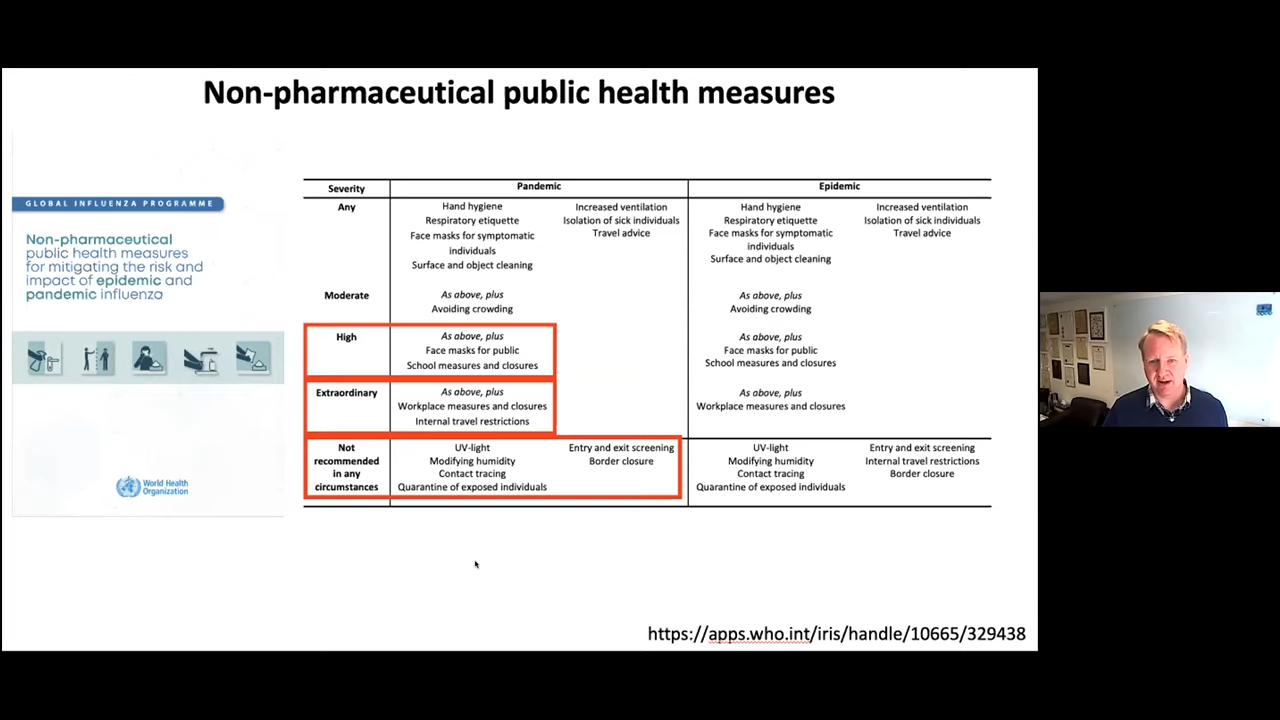 Non-pharmaceutical public health measures
GLOBAL INFLUENZA PROGRAMME
Non-pharmaceutical
public health measures
for mitigating the risk and
impact of epidemic and
pandemic influenza
World Health
Organization
Severity
Pandemic
Epidemic
Any
Hand hygiene
Respiratory etiquette
Face masks for symptomatic
individuals
Surface and object cleaning
Increased ventilation
Isolation of sick individuals
Travel advice
Hand hygiene
Respiratory etiquette
Face masks for symptomatic
individuals
Surface and object cleaning
Increased ventilation
Isolation of sick individuals
Travel advice
Moderate
As above, plus
Avoiding crowding
As above, plus
Avoiding crowding
High
As above, plus
Face masks for public
School measures and closures
As above, plus
Face masks for public
School measures and closures
Extraordinary
As above, plus
Workplace measures and closures
Internal travel restrictions
As above, plus
Workplace measures and closures
Not
recommended
in any
circumstances
UV-light
Modifying humidity
Contact tracing
Quarantine of exposed individuals
Entry and exit screening
Border closure
UV-light
Modifying humidity
Contact tracing
Quarantine of exposed individuals
Entry and exit screening
Internal travel restrictions
Border closure
https://apps.who.int/iris/handle/10665/329438